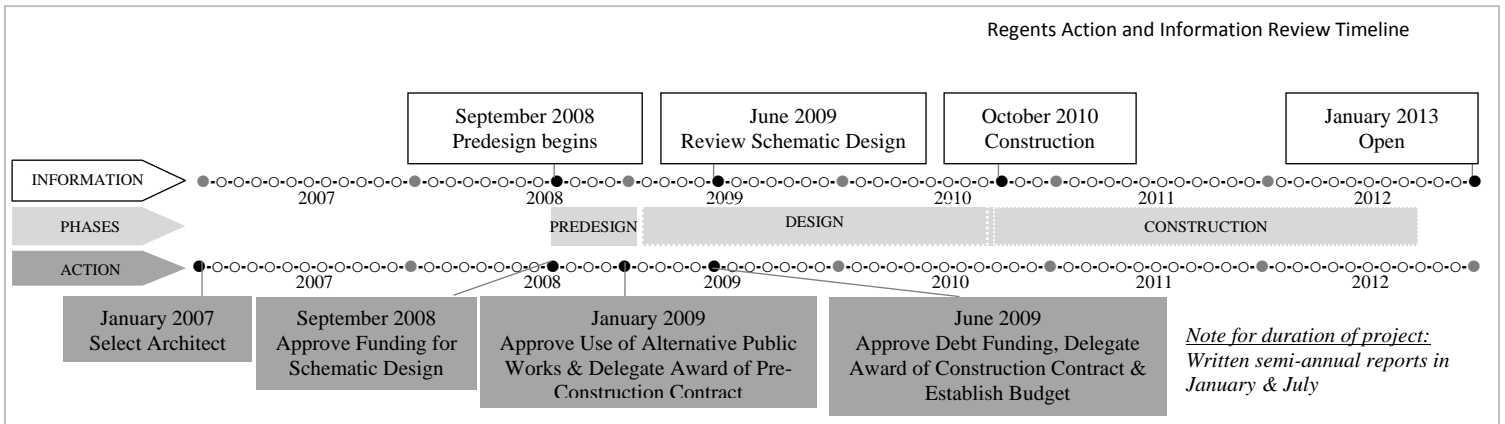 Regents Action and Information Review Timeline
September 2008
Predesign begins
June 2009
Review Schematic Design
October 2010
Construction
January 2013
Open
INFORMATION
2007
2008
2009
2010
2011
2012
PHASES
PREDESIGN
DESIGN
CONSTRUCTION
ACTION
2007
2008
2009
2010
2011
2012
January 2007
Select Architect
September 2008
Approve Funding for
Schematic Design
January 2009
Approve Use of Alternative Public
Works & Delegate Award of Pre-
Construction Contract
June 2009
Approve Debt Funding, Delegate
Award of Construction Contract &
Establish Budget
Note for duration of project:
Written semi-annual reports in
January & July